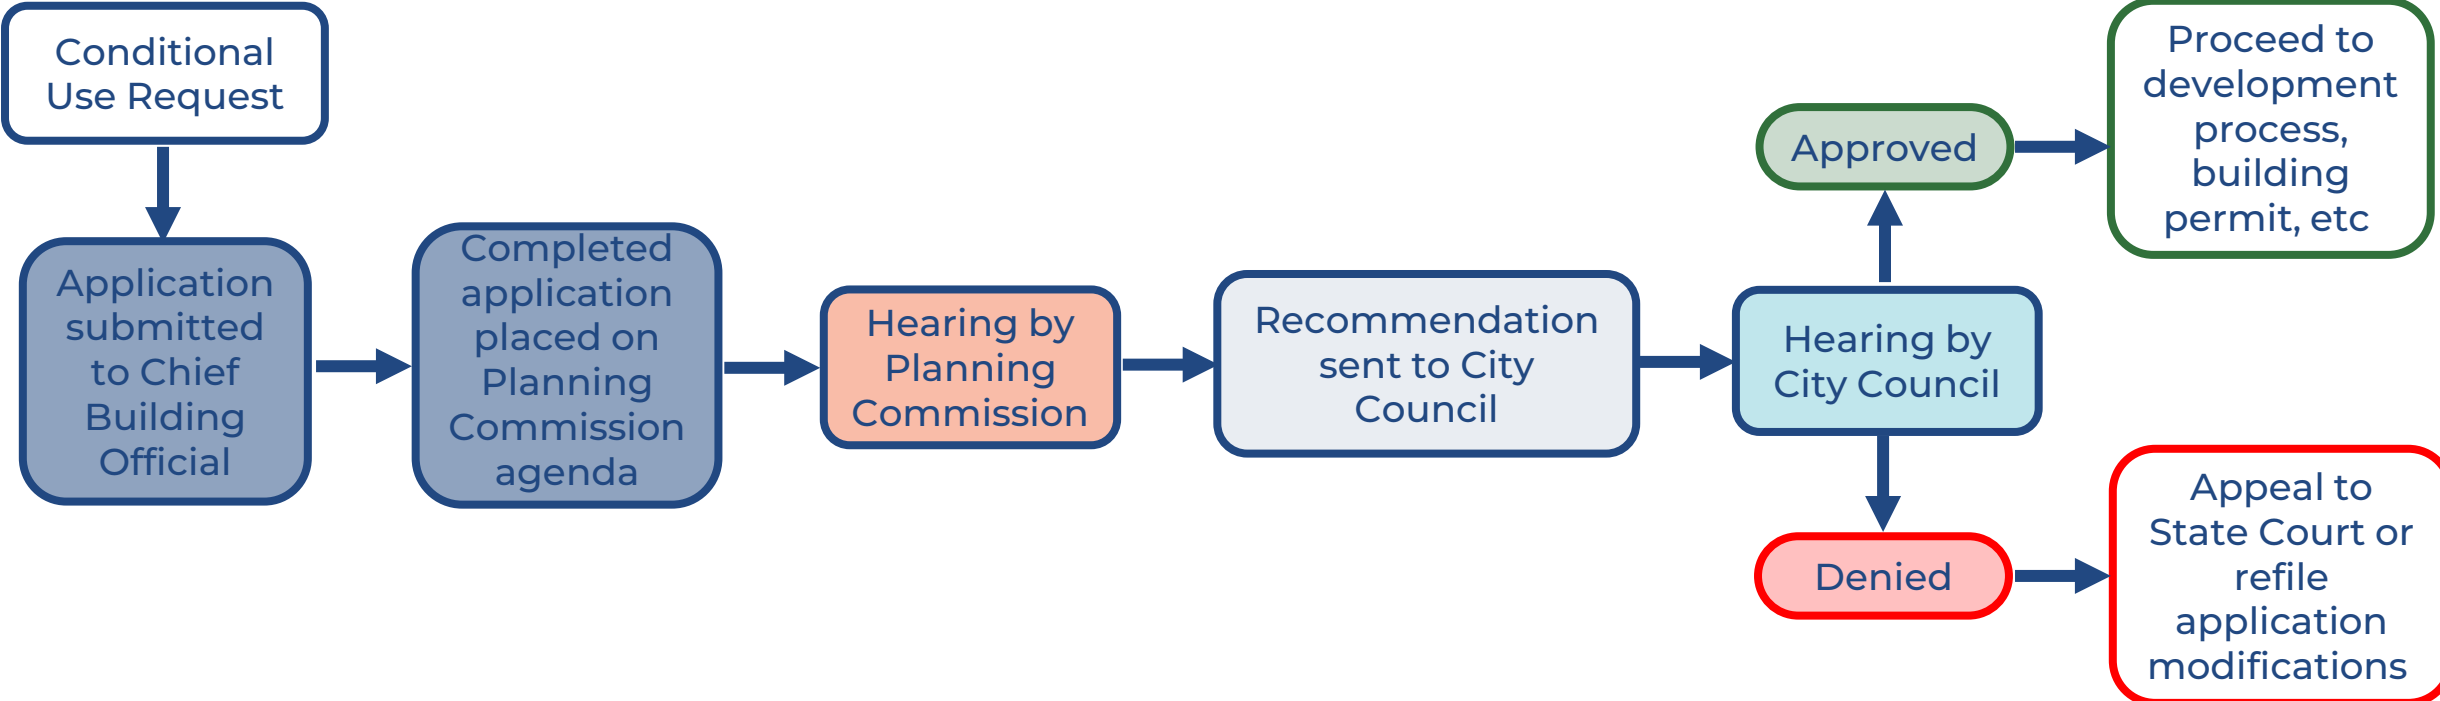 Conditional
Use Request
Application
submitted
to Chief
Building
Official
Completed
application
placed on
Planning
Commission
agenda
Hearing by
Planning
Commission
Recommendation
sent to City
Council
Hearing by
City Council
Approved
Proceed to
development
process,
building
permit, etc
Denied
Appeal to
State Court or
refile
application
modifications